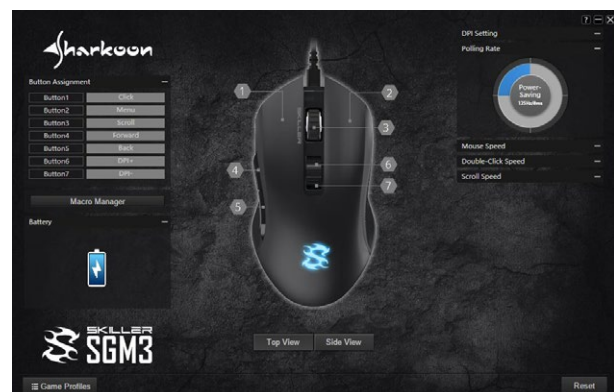 Sharkoon
Button Assignment
Button1 Click
Button2 Menu
Button3 Scroll
Button4 Forward
Button5 Back
Button6 DPI+
Button7 DPI-
Macro Manager
Battery
SKILLER
SGM3
Game Profiles
1
2
3
4
5
6
7
Top View Side View
DPI Setting
Polling Rate
Power-
Saving
125Hz/8ms
Mouse Speed
Double-Click Speed
Scroll Speed
Reset